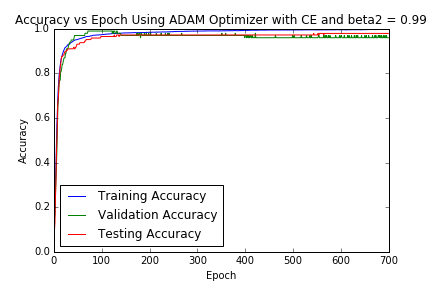 Accuracy vs Epoch Using ADAM Optimizer with CE and beta2 = 0.99
1.0
0.8
0.6
0.4
0.2
0.0
Accuracy
Training Accuracy
Validation Accuracy
Testing Accuracy
0 100 200 300 400 500 600 700
Epoch